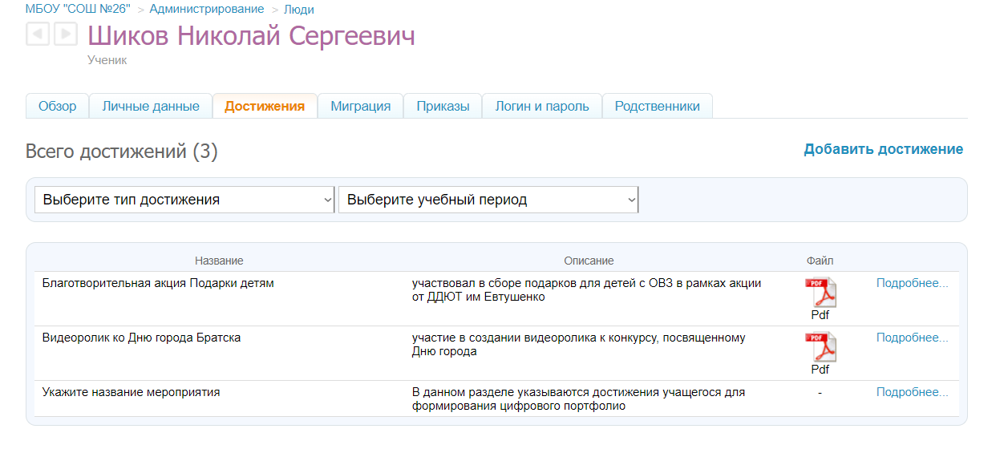 МБОУ "СОШ №26" > Администрирование > Люди
Шиков Николай Сергеевич
Ученик
Обзор Личные данные Достижения Миграция Приказы Логин и пароль Родственники
Всего достижений (3) Добавить достижение
Выберите тип достижения Выберите учебный период
Название Описание Файл
Благотворительная акция Подарки детям участвовал в сборе подарков для детей с ОВЗ в рамках акции PDF Подробнее...
от ДДЮТ им Евтушенко
Pdf
Видеоролик ко Дню города Братска участие в создании видеоролика к конкурсу, посвященному PDF Подробнее...
Дню города
Pdf
Укажите название мероприятия В данном разделе указываются достижения учащегося для - Подробнее...
формирования цифрового портфолио